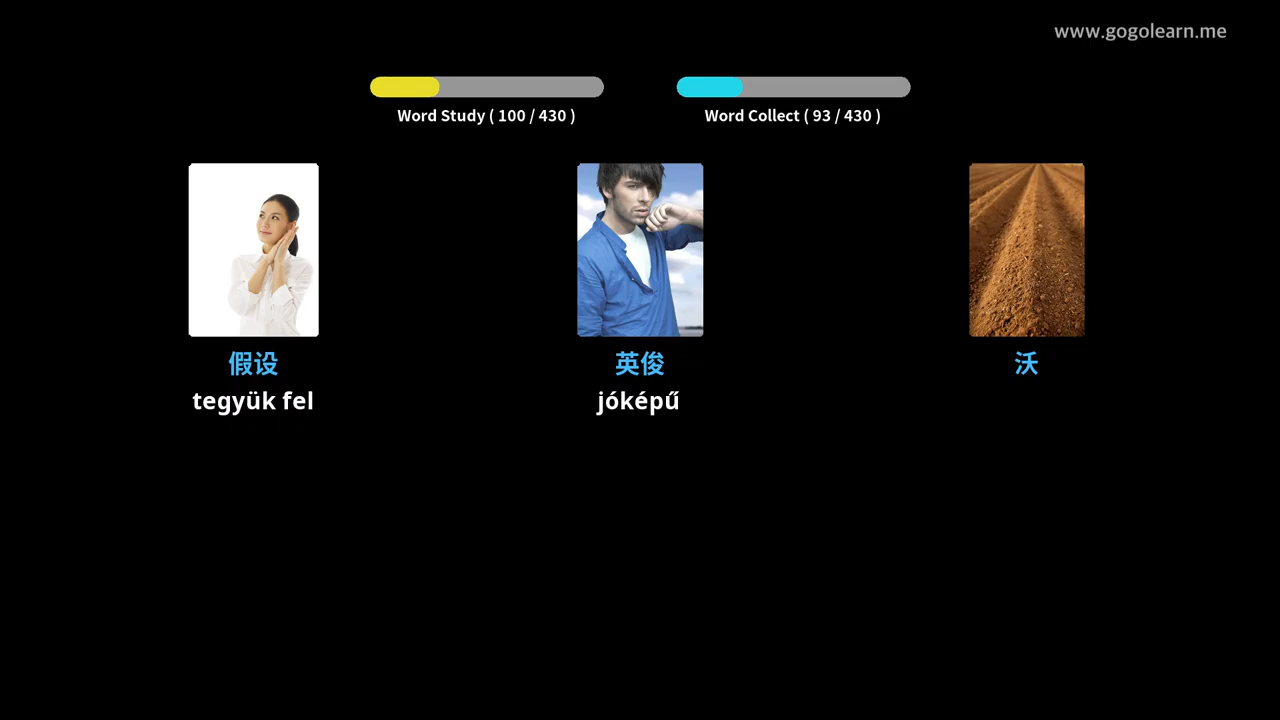 www.gogolearn.me
Word Study ( 100 / 430 )
Word Collect ( 93 / 430 )
假设
英俊
沃
tegyük fel
jóképű